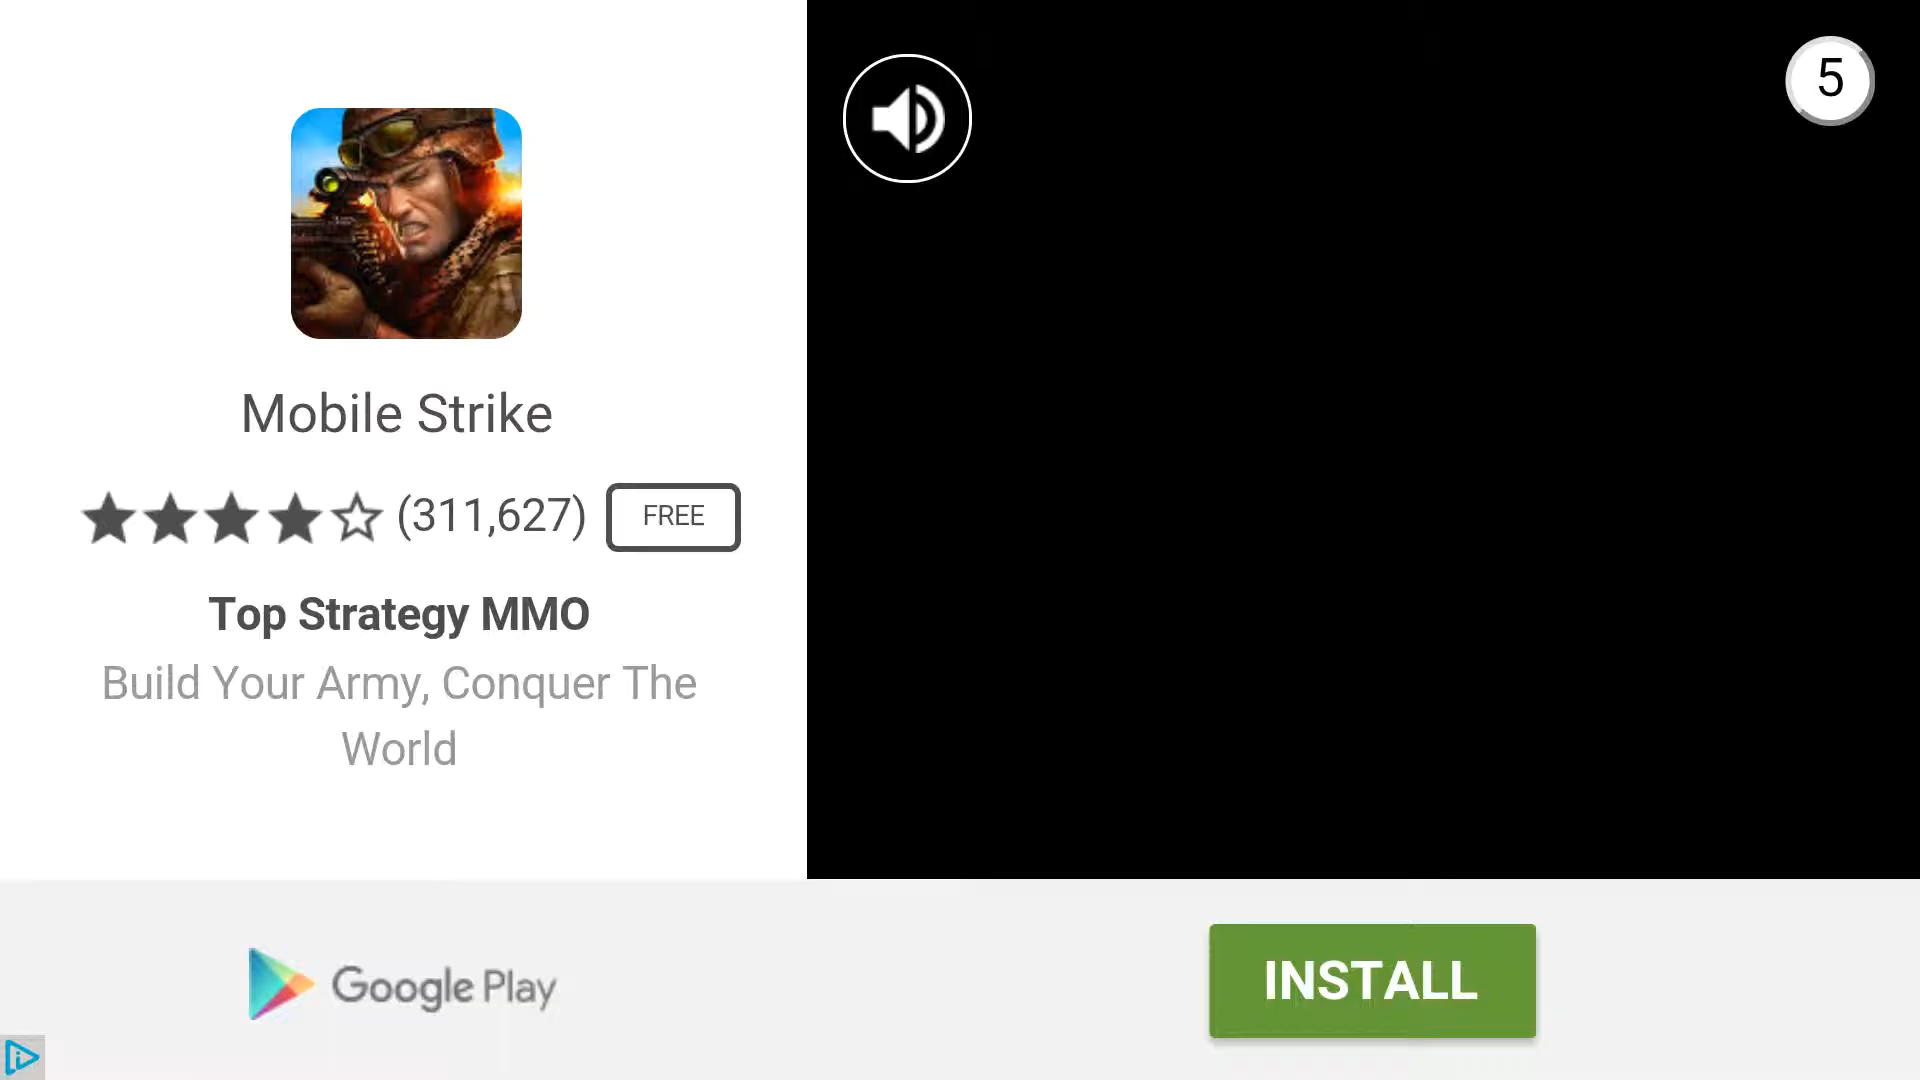 5
Mobile Strike
(311,627) FREE
Top Strategy MMO
Build Your Army, Conquer The
World
Google Play
INSTALL